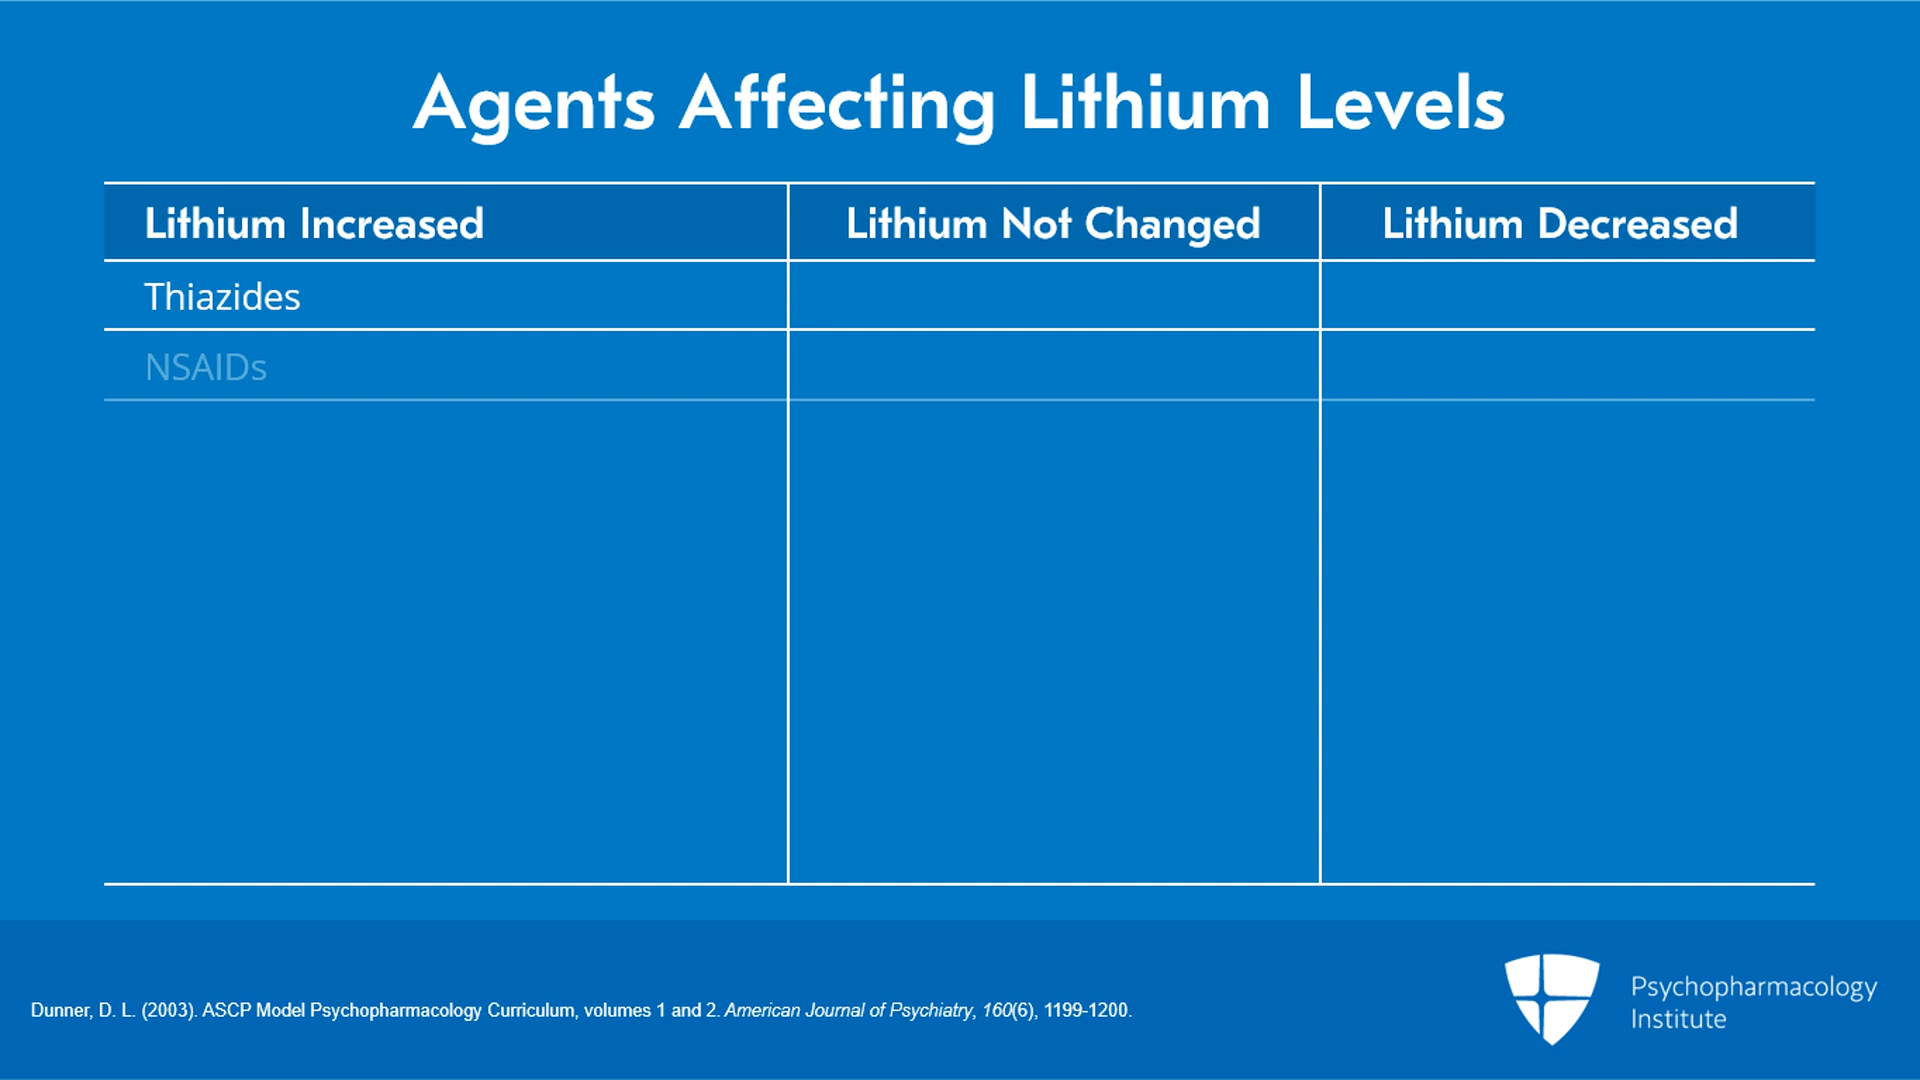 Agents Affecting Lithium Levels
Lithium Increased
Lithium Not Changed
Lithium Decreased
Thiazides
NSAIDs
Dunner, D. L. (2003). ASCP Model Psychopharmacology Curriculum, volumes 1 and 2. American Journal of Psychiatry, 160(6), 1199-1200.
Psychopharmacology
Institute